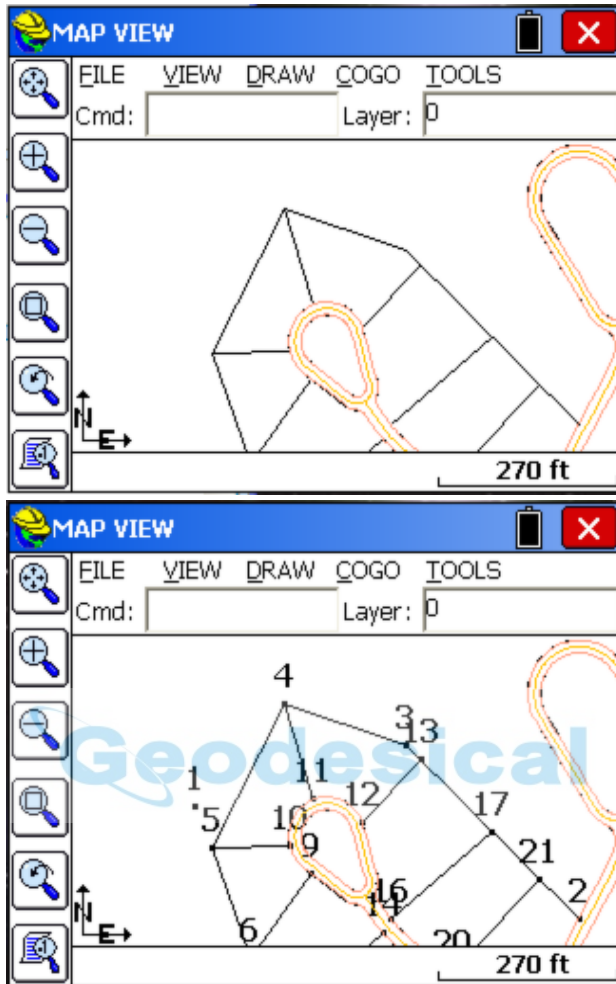 MAP VIEW
FILE VIEW DRAW COGO TOOLS
Cmd: Layer: 0
N
E
270 ft
MAP VIEW
FILE VIEW DRAW COGO TOOLS
Cmd: Layer: 0
4
3
13
Geodesical
1
11
10
12
5
9
17
21
16
14
2
6
20
N
E
270 ft